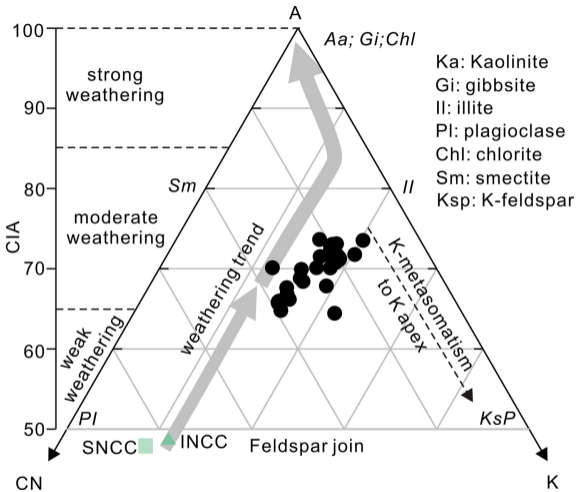 A
100
Aa; Gi;Chl
strong
weathering
Ka: Kaolinite
Gi: gibbsite
Il: illite
Pl: plagioclase
Chl: chlorite
Sm: smectite
Ksp: K-feldspar
90
80
Sm
Il
moderate
weathering
CIA
70
weathering trend
K-metasomatism
to K apex
weak
weathering
60
50
Pl
KsP
SNCC
INCC
Feldspar join
CN
K